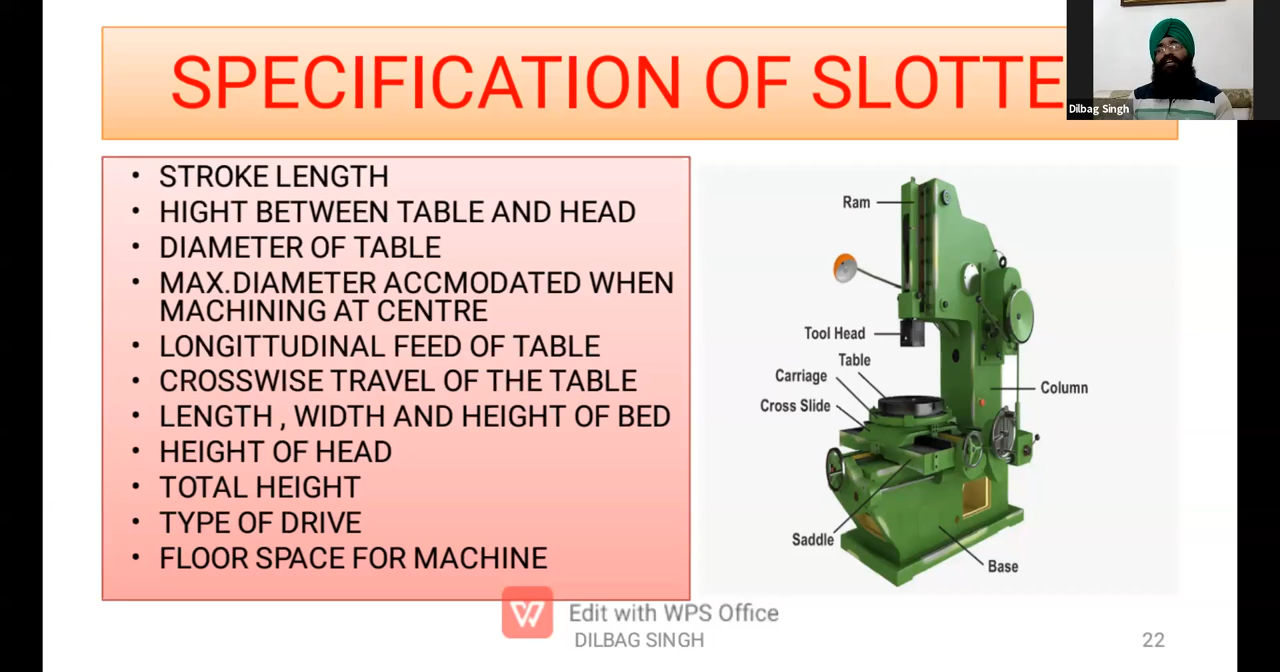 SPECIFICATION OF SLOTTE
Dilbag Singh
• STROKE LENGTH
• HIGHT BETWEEN TABLE AND HEAD
• DIAMETER OF TABLE
• MAX.DIAMETER ACCMODATED WHEN
MACHINING AT CENTRE
• LONGITTUDINAL FEED OF TABLE
• CROSSWISE TRAVEL OF THE TABLE
• LENGTH , WIDTH AND HEIGHT OF BED
• HEIGHT OF HEAD
• TOTAL HEIGHT
• TYPE OF DRIVE
• FLOOR SPACE FOR MACHINE
Ram
Tool Head
Table
Carriage
Column
Cross Slide
Saddle
Base
Edit with WPS Office
DILBAG SINGH
22